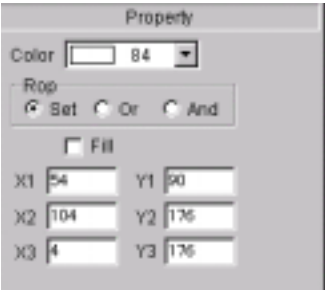 Property
Color 84
Rop
Set Or And
Fill
X1 54 Y1 90
X2 104 Y2 176
X3 4 Y3 176